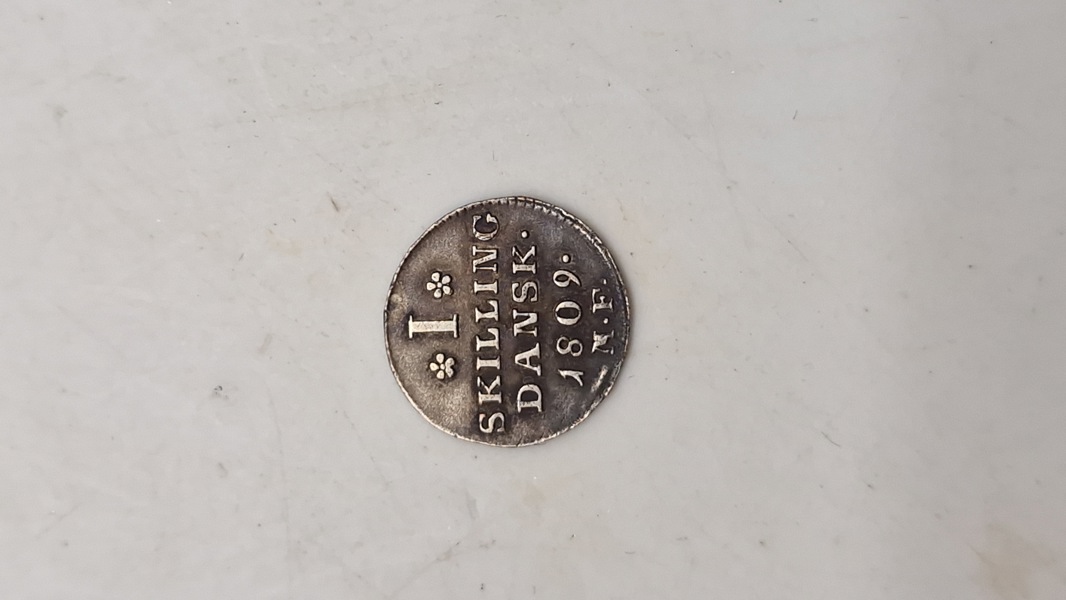 I
SKILLING
DANSK.
1809.
M.F.